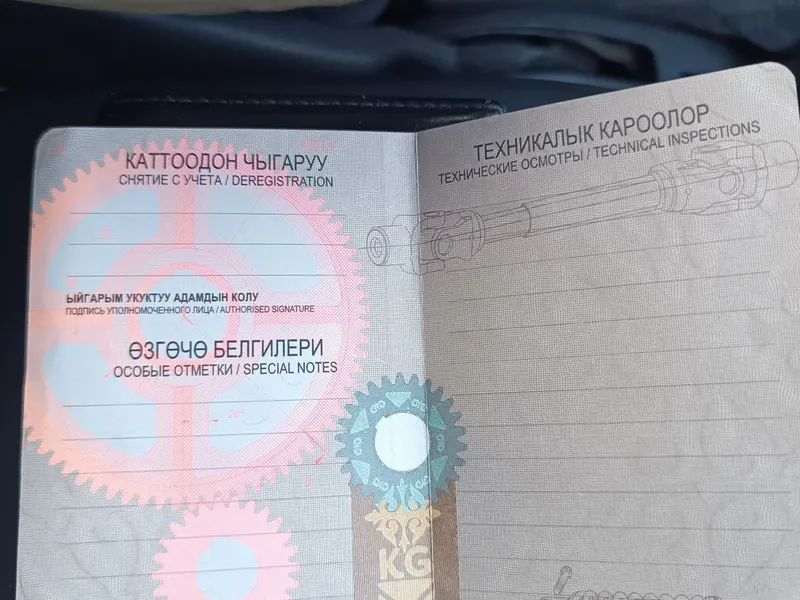 КАТТООДОН ЧЫГАРУУ
СНЯТИЕ С УЧЕТА / DEREGISTRATION
ЫЙГАРЫМ УКУКТУУ АДАМДЫН КОЛУ
ПОДПИСЬ УПОЛНОМОЧЕННОГО ЛИЦА / AUTHORISED SIGNATURE
ӨЗГӨЧӨ БЕЛГИЛЕРИ
ОСОБЫЕ ОТМЕТКИ / SPECIAL NOTES
ТЕХНИКАЛЫК КАРООЛОР
ТЕХНИЧЕСКИЕ ОСМОТРЫ / TECHNICAL INSPECTIONS
KG